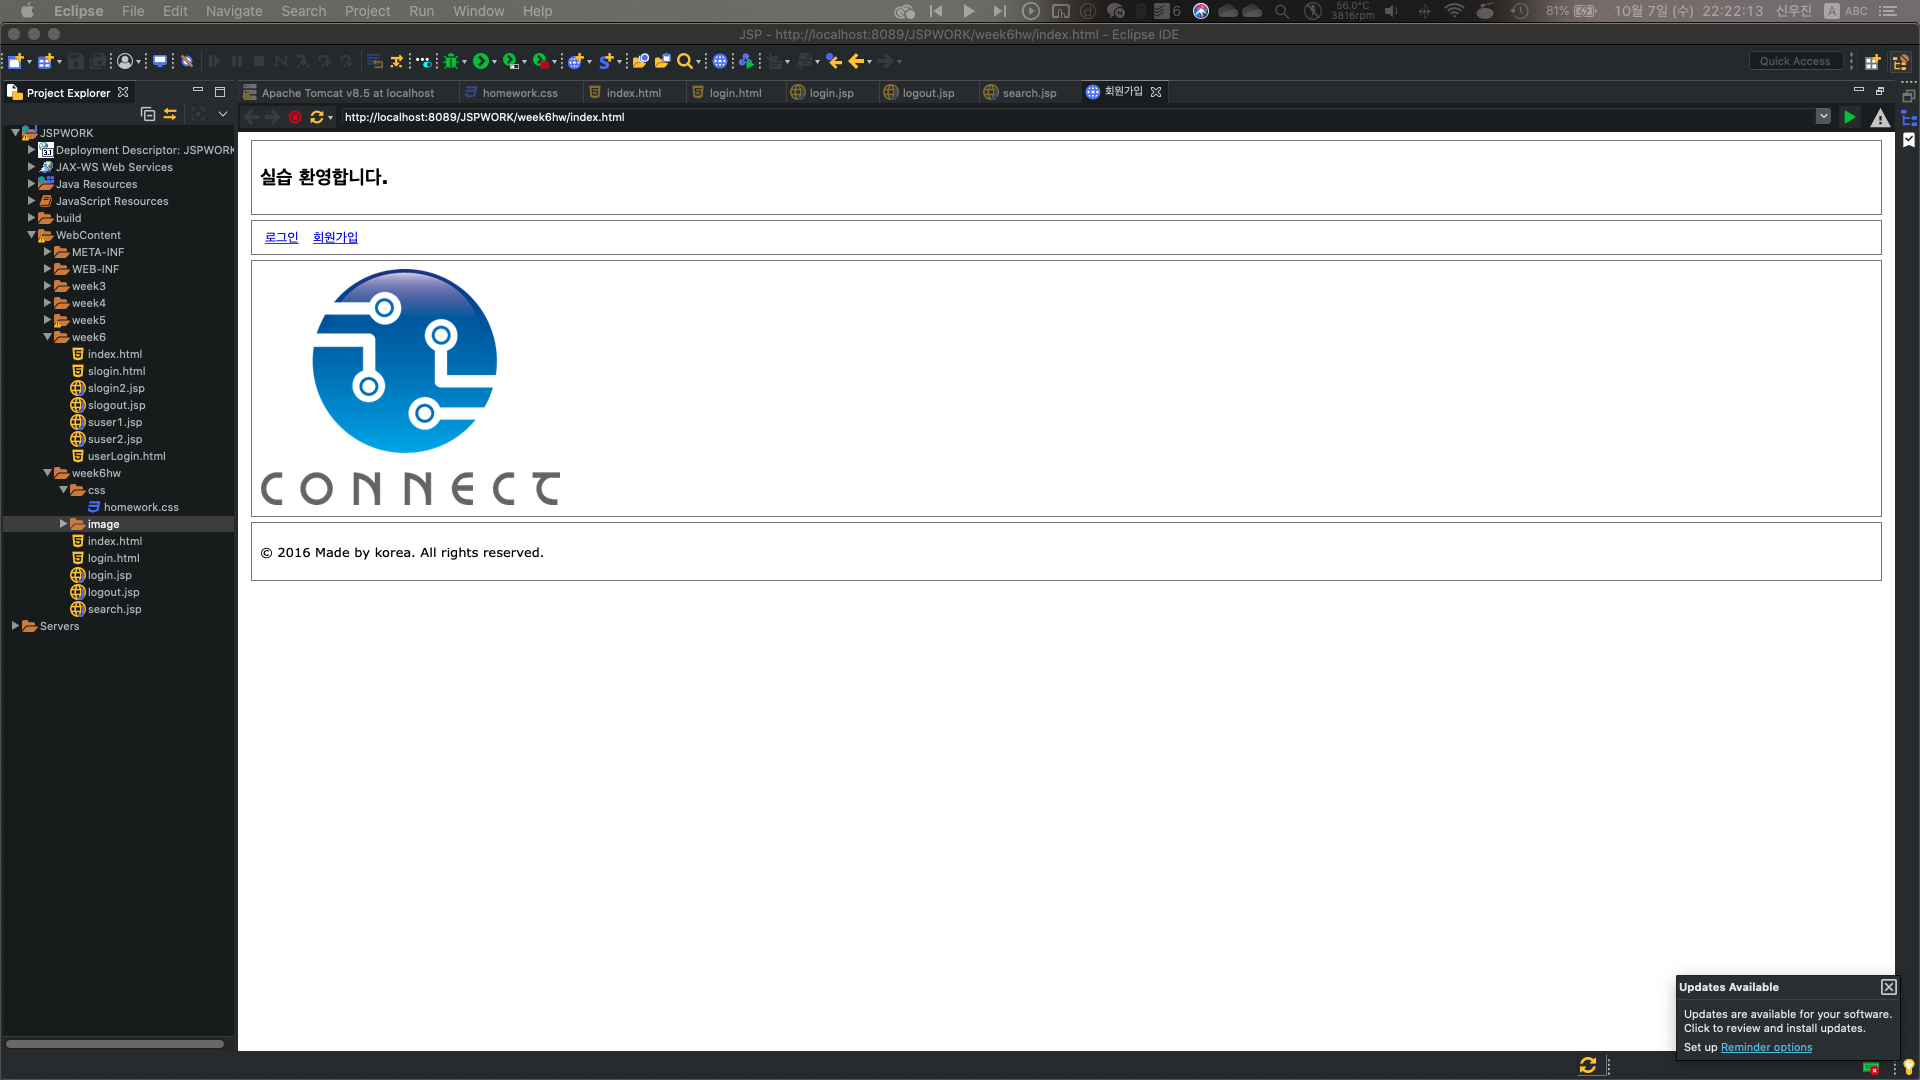 Eclipse File Edit Navigate Search Project Run Window Help
6 56.0°C 3816rpm 81% 10월 7일 (수) 22:22:13 신우진 A ABC
JSP - http://localhost:8089/JSPWORK/week6hw/index.html - Eclipse IDE
Quick Access
Project Explorer
Apache Tomcat v8.5 at localhost homework.css index.html login.html login.jsp logout.jsp search.jsp 회원가입
http://localhost:8089/JSPWORK/week6hw/index.html
JSPWORK
Deployment Descriptor: JSPWORK
JAX-WS Web Services
Java Resources
JavaScript Resources
build
WebContent
META-INF
WEB-INF
week3
week4
week5
week6
index.html
slogin.html
slogin2.jsp
slogout.jsp
suser1.jsp
suser2.jsp
userLogin.html
week6hw
css
homework.css
image
index.html
login.html
login.jsp
logout.jsp
search.jsp
Servers
실습 환영합니다.
로그인 회원가입
CONNECT
© 2016 Made by korea. All rights reserved.
Updates Available
Updates are available for your software.
Click to review and install updates.
Set up Reminder options